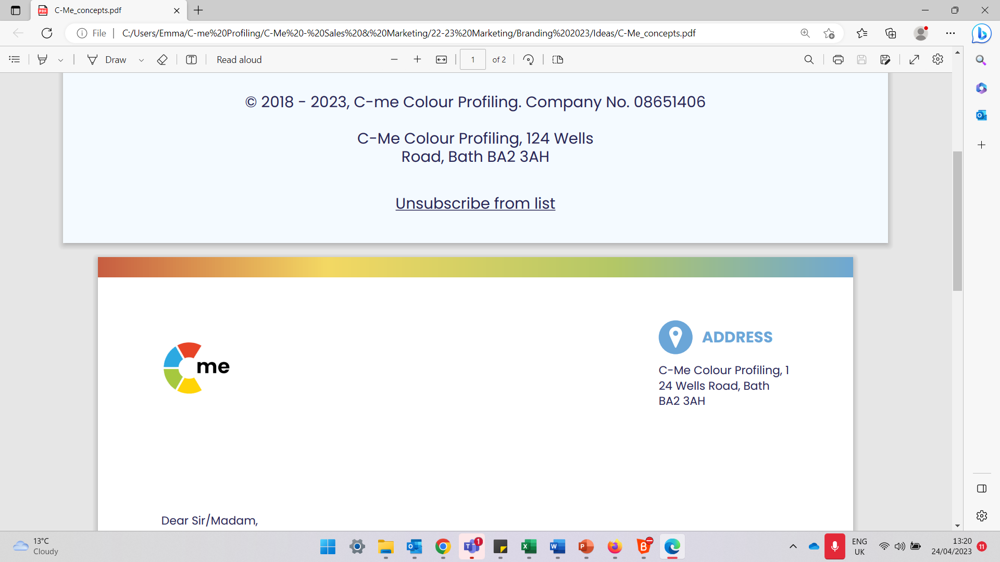 C-Me_concepts.pdf
File
C:/Users/Emma/C-me%20Profiling/C-Me%20-%20Sales%20&%20Marketing/22-23%20Marketing/Branding%202023/Ideas/C-Me_concepts.pdf
Draw
Read aloud
1
of 2
© 2018 - 2023, C-me Colour Profiling. Company No. 08651406
C-Me Colour Profiling, 124 Wells
Road, Bath BA2 3AH
Unsubscribe from list
me
ADDRESS
C-Me Colour Profiling, 1
24 Wells Road, Bath
BA2 3AH
Dear Sir/Madam,
13°C
Cloudy
1
ENG
UK
13:20
24/04/2023
11